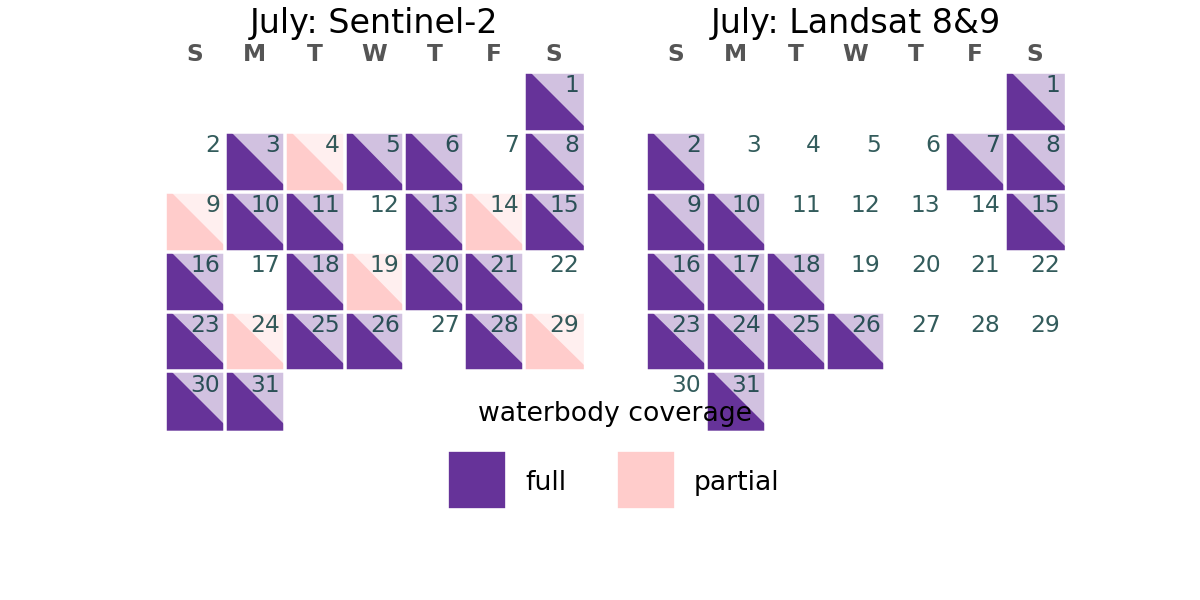 July: Sentinel-2
S M T W T F S
1
2 3 4 5 6 7 8
9 10 11 12 13 14 15
16 17 18 19 20 21 22
23 24 25 26 27 28 29
30 31
July: Landsat 8&9
S M T W T F S
1
2 3 4 5 6 7 8
9 10 11 12 13 14 15
16 17 18 19 20 21 22
23 24 25 26 27 28 29
30 31
waterbody coverage
full partial